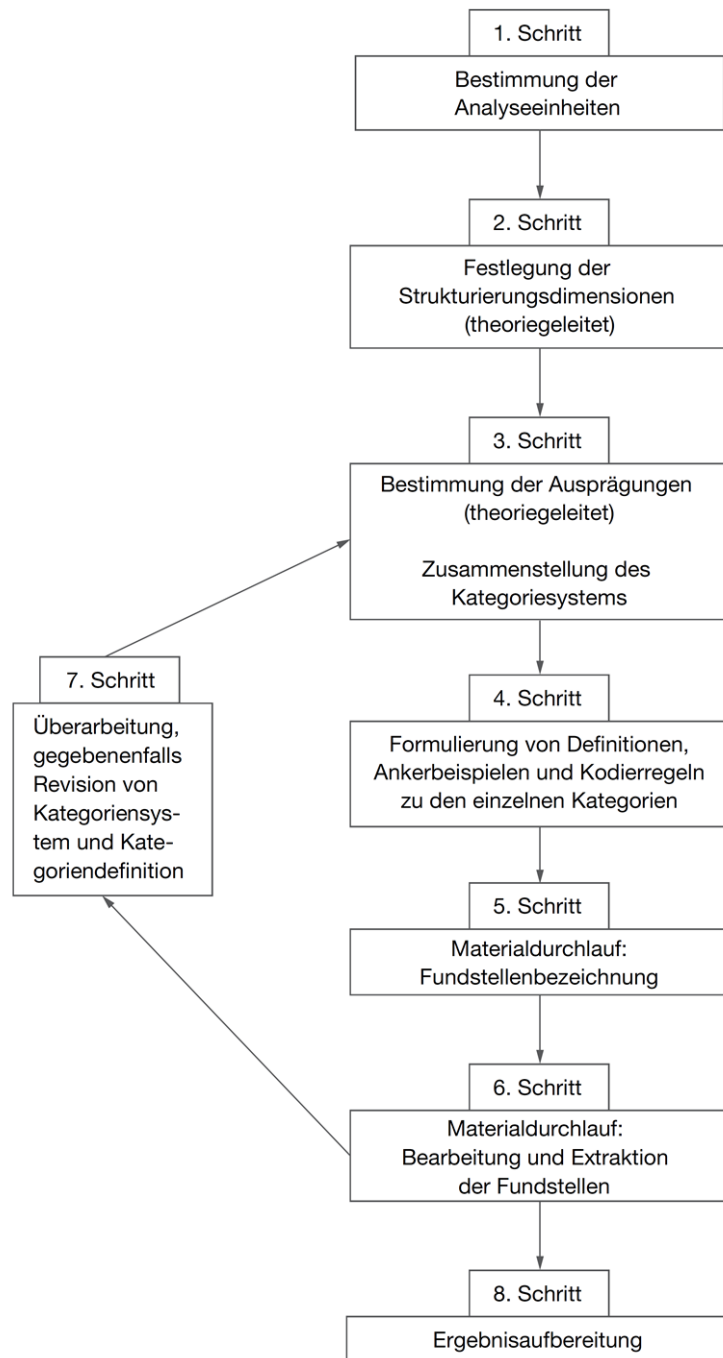 1. Schritt
Bestimmung der
Analyseeinheiten
2. Schritt
Festlegung der
Strukturierungsdimensionen
(theoriegeleitet)
3. Schritt
Bestimmung der Ausprägungen
(theoriegeleitet)
Zusammenstellung des
Kategoriesystems
4. Schritt
Formulierung von Definitionen,
Ankerbeispielen und Kodierregeln
zu den einzelnen Kategorien
5. Schritt
Materialdurchlauf:
Fundstellenbezeichnung
6. Schritt
Materialdurchlauf:
Bearbeitung und Extraktion
der Fundstellen
7. Schritt
Überarbeitung,
gegebenenfalls
Revision von
Kategoriensys-
tem und Kate-
goriendefinition
8. Schritt
Ergebnisaufbereitung